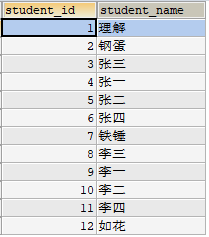 student_id student_name
1 理解
2 钢蛋
3 张三
4 张一
5 张二
6 张四
7 铁锤
8 李三
9 李一
10 李二
11 李四
12 如花